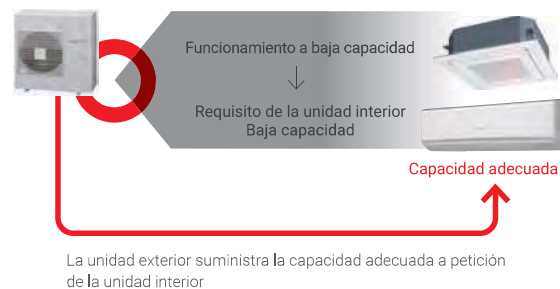 Funcionamiento a baja capacidad
Requisito de la unidad interior
Baja capacidad
Capacidad adecuada
La unidad exterior suministra la capacidad adecuada a petición
de la unidad interior